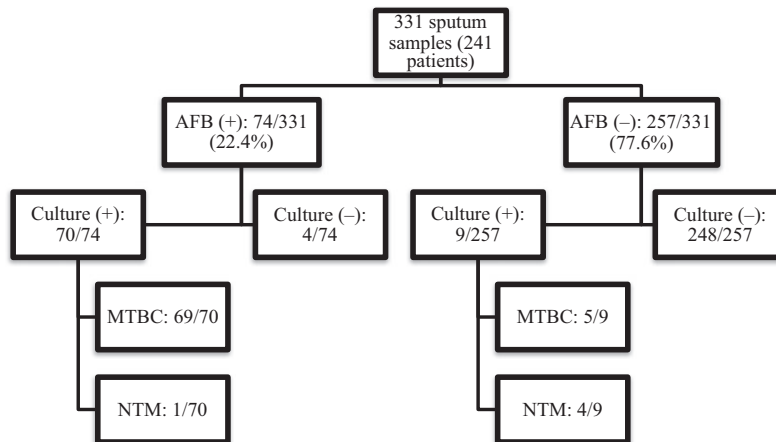 331 sputum
samples (241
patients)
AFB (+): 74/331
(22.4%)
AFB (–): 257/331
(77.6%)
Culture (+):
70/74
Culture (–):
4/74
Culture (+):
9/257
Culture (–):
248/257
MTBC: 69/70
MTBC: 5/9
NTM: 1/70
NTM: 4/9